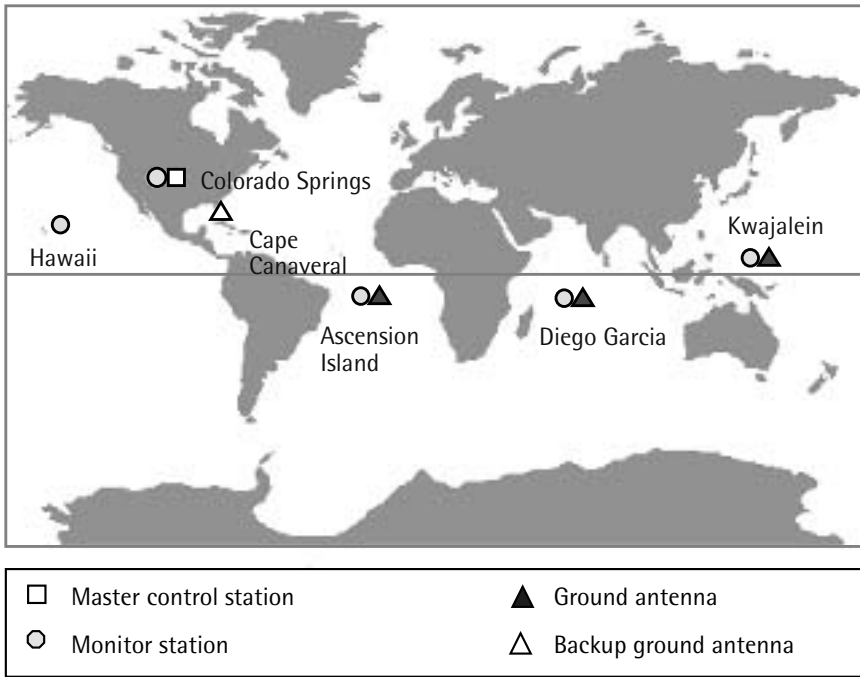 Colorado Springs
Kwajalein
Hawaii
Cape
Canaveral
Ascension
Island
Diego Garcia
Master control station
Ground antenna
Monitor station
Backup ground antenna